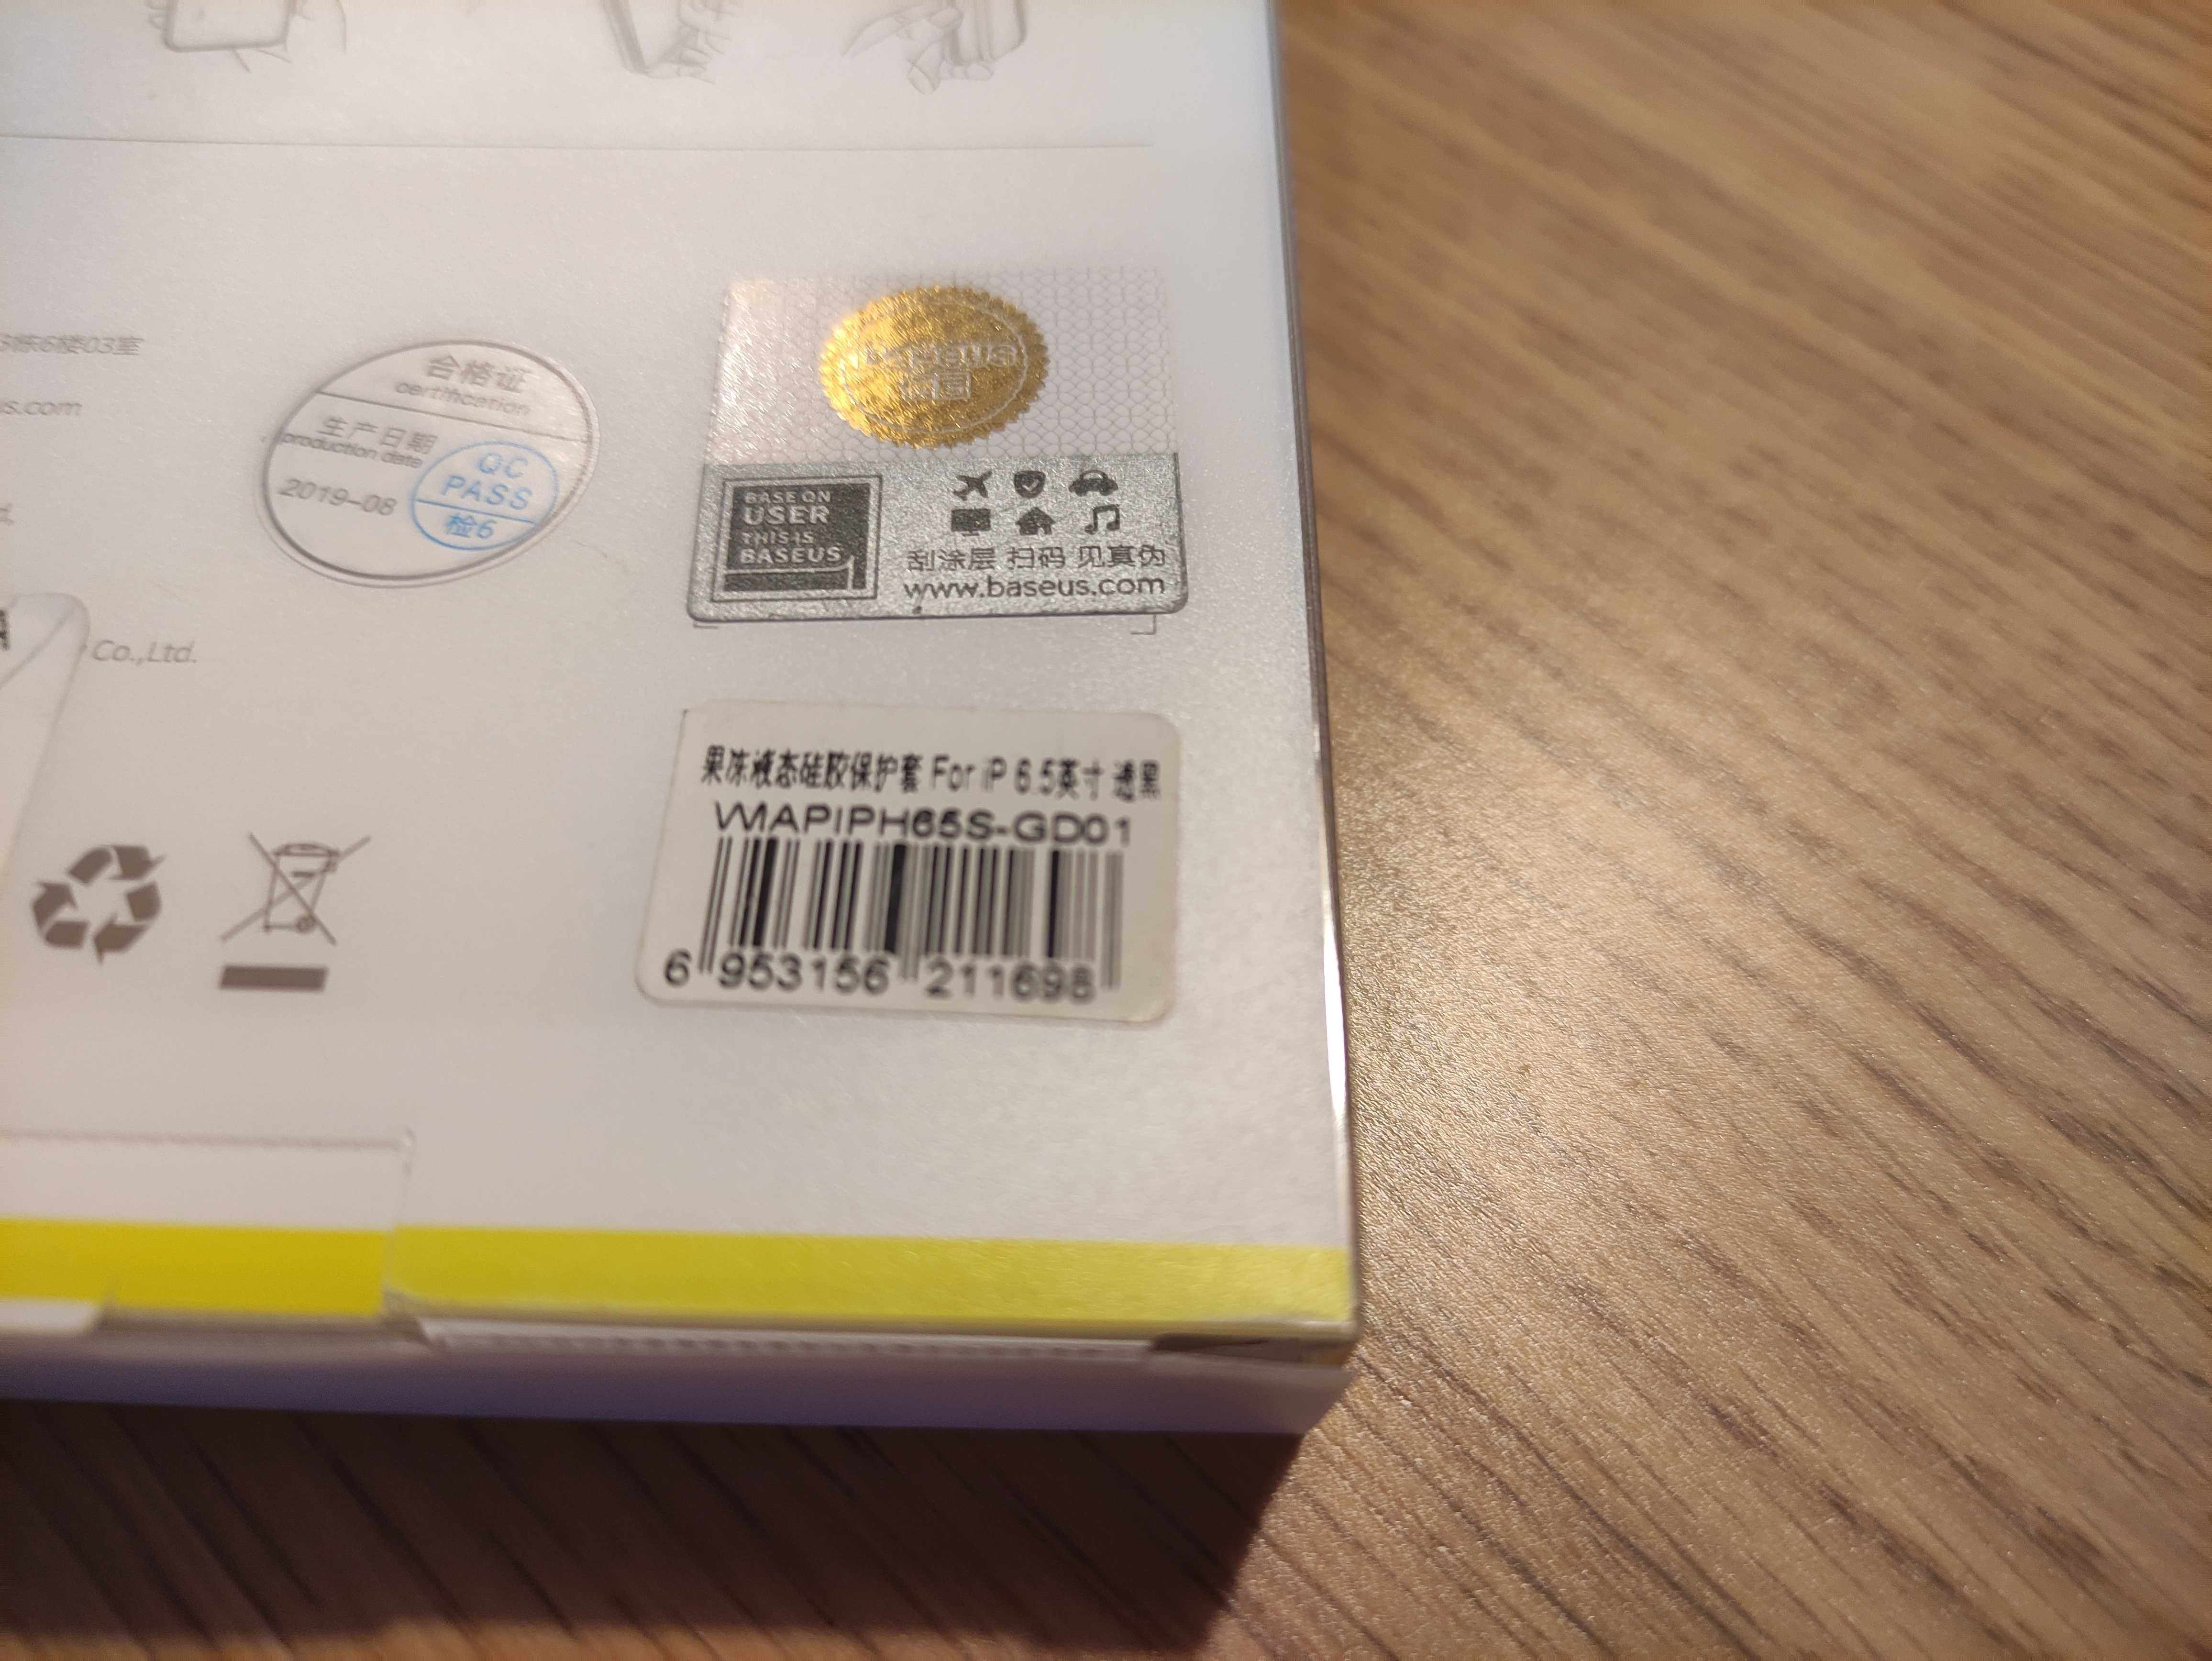 3栋6楼03室
us.com
d,
Co.,Ltd.
合格证
certification
生产日期
production date
2019-08
QC
PASS
检6
baseus
倍思
BASE ON
USER
THIS IS
BASEUS
刮涂层 扫码 见真伪
www.baseus.com
果冻液态硅胶保护套 For iP 6.5英寸 透黑
WIAPIPH65S-GD01
6 953156 211698